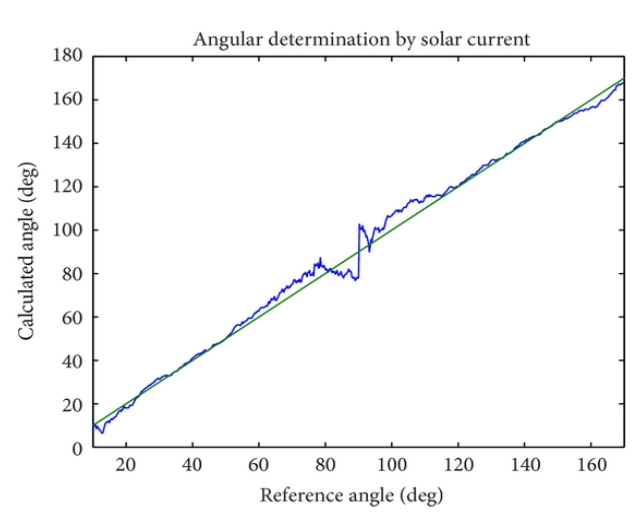 Angular determination by solar current
180
160
140
120
100
80
60
40
20
0
Calculated angle (deg)
20 40 60 80 100 120 140 160
Reference angle (deg)